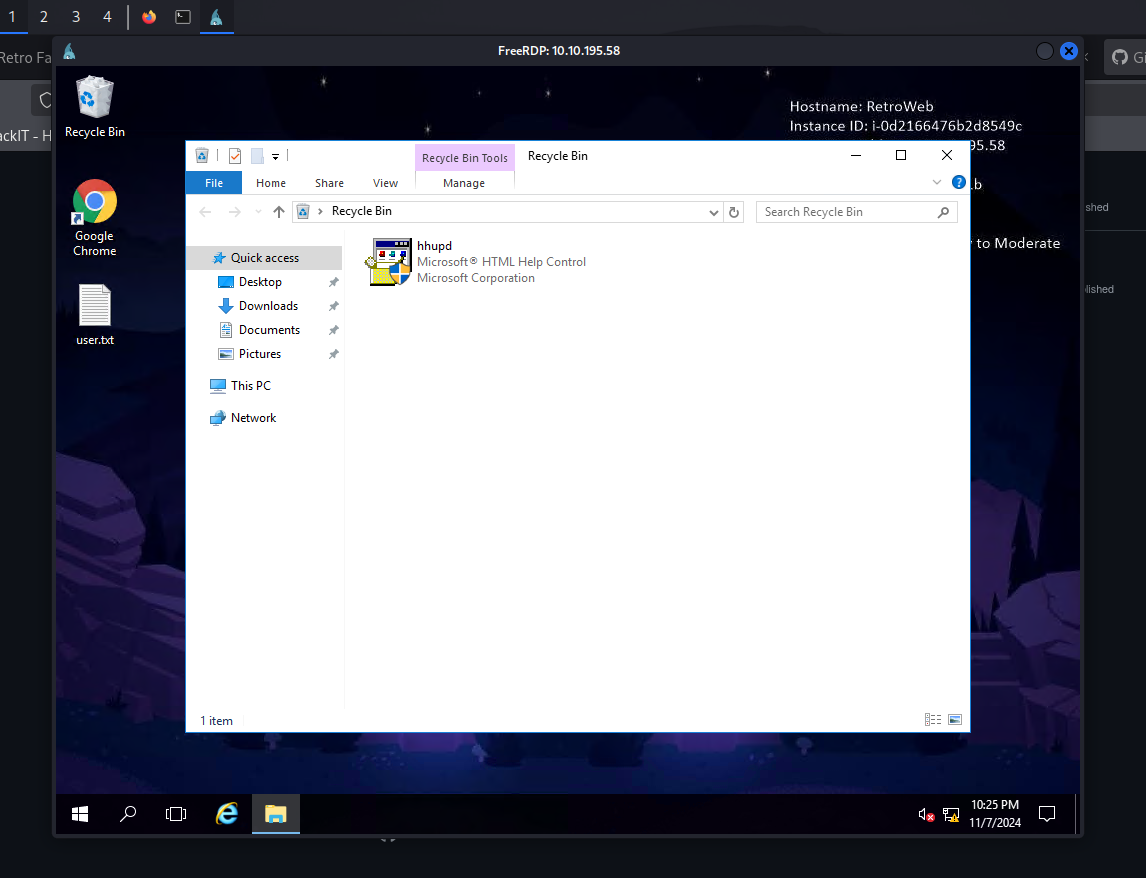 1 2 3 4
FreeRDP: 10.10.195.58
Retro Fa
Gi
ackIT - H
Recycle Bin
Google
Chrome
user.txt
Hostname: RetroWeb
Instance ID: i-0d2166476b2d8549c
95.58
.b
to Moderate
shed
lished
Recycle Bin Tools
Recycle Bin
File
Home
Share
View
Manage
Recycle Bin
Search Recycle Bin
Quick access
Desktop
Downloads
Documents
Pictures
This PC
Network
hhupd
Microsoft® HTML Help Control
Microsoft Corporation
1 item
10:25 PM
11/7/2024